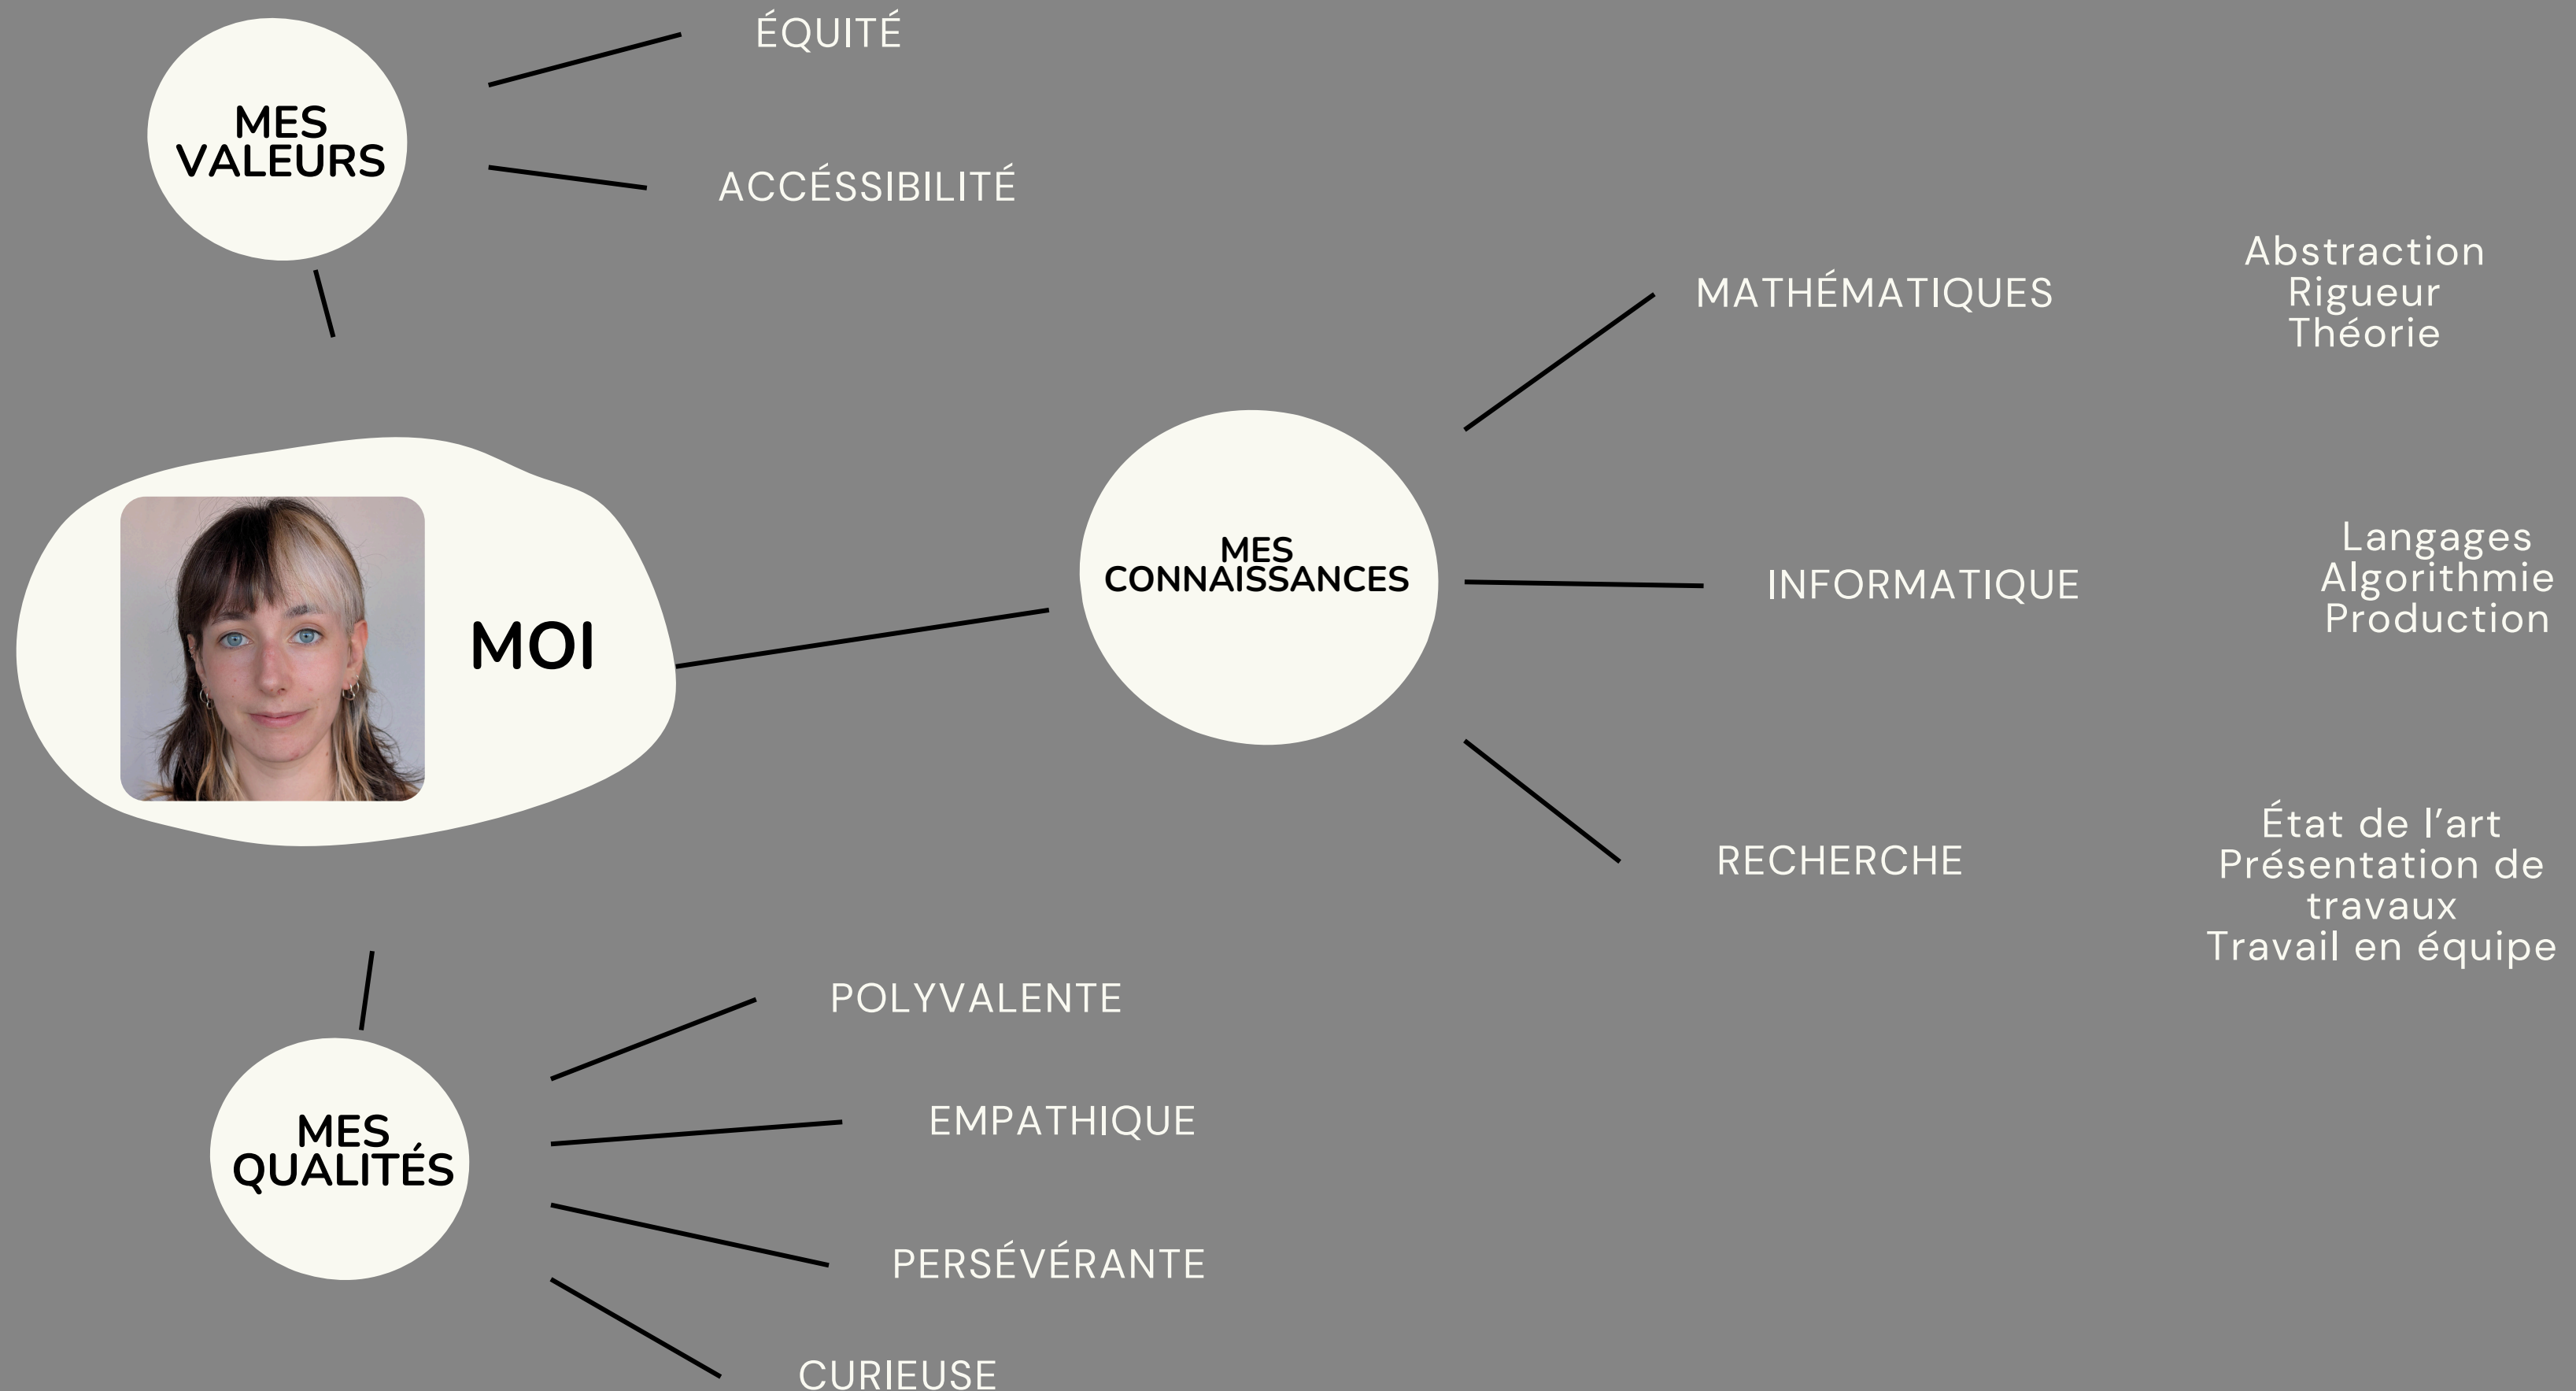 MES
VALEURS
ÉQUITÉ
ACCÉSSIBILITÉ
MOI
MES
CONNAISSANCES
MATHÉMATIQUES
Abstraction
Rigueur
Théorie
INFORMATIQUE
Langages
Algorithmie
Production
RECHERCHE
État de l’art
Présentation de
travaux
Travail en équipe
MES
QUALITÉS
POLYVALENTE
EMPATHIQUE
PERSÉVÉRANTE
CURIEUSE